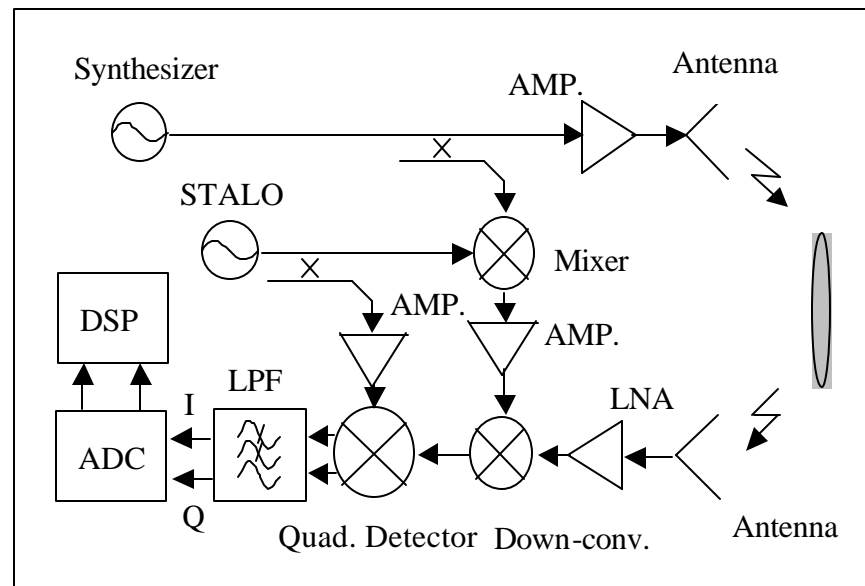 Synthesizer
Antenna
AMP.
STALO
Mixer
AMP.
AMP.
DSP
LPF
LNA
I
ADC
Q
Quad. Detector
Down-conv.
Antenna